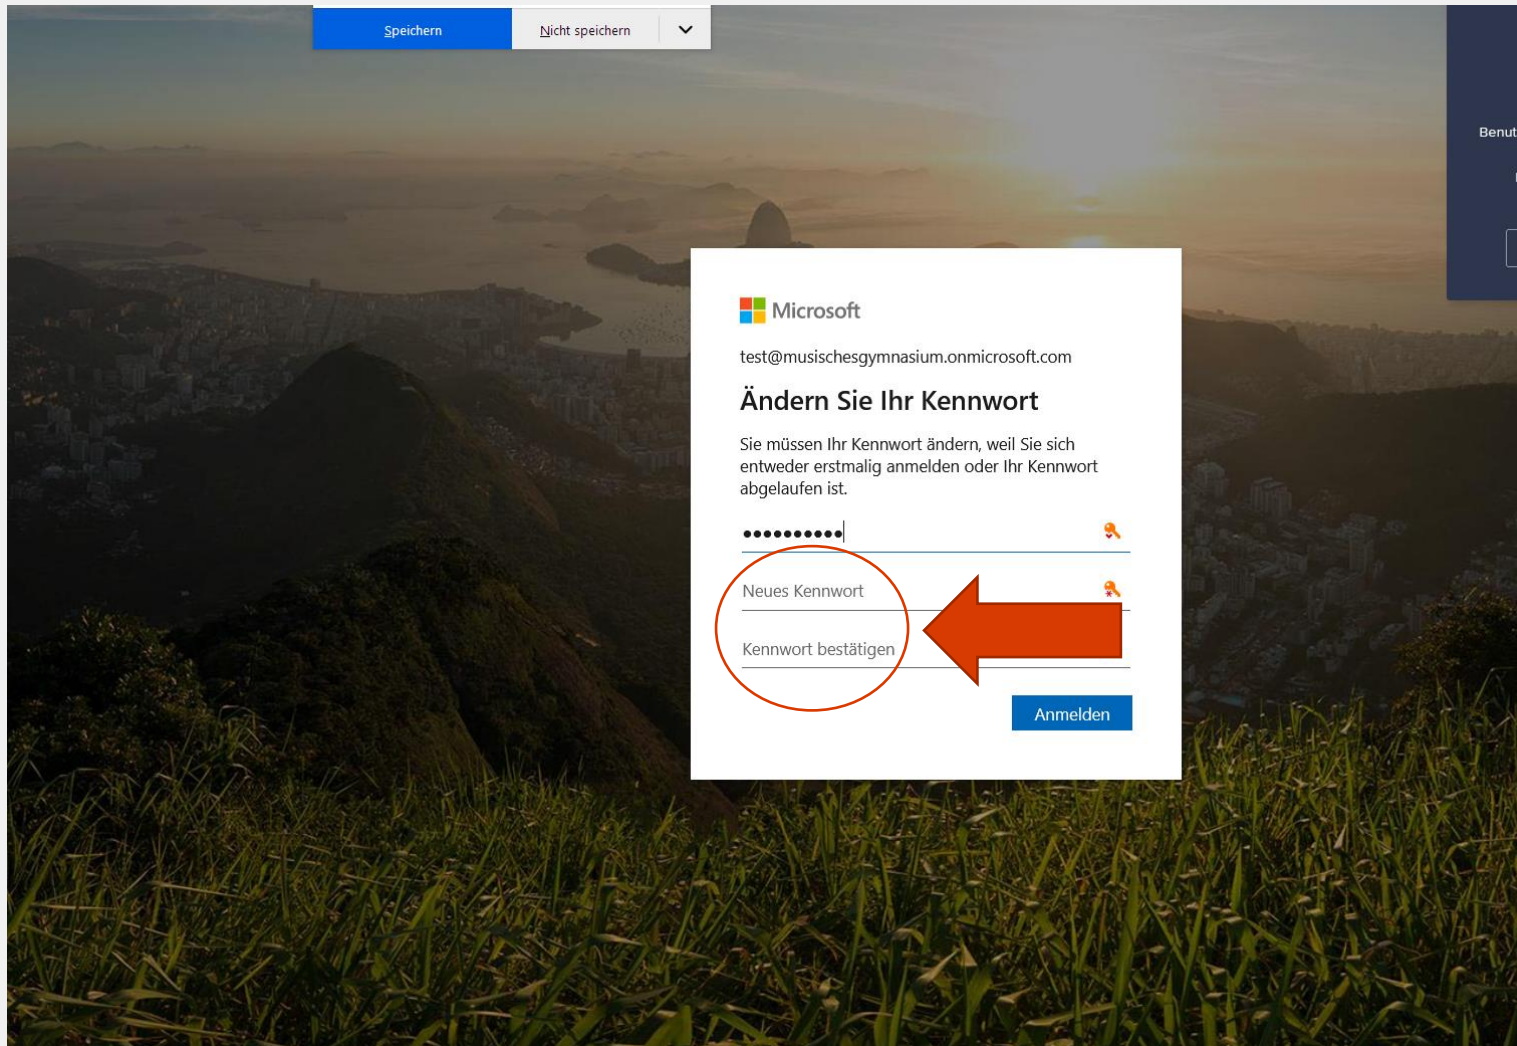 Speichern
Nicht speichern
Benut
Microsoft
test@musischesgymnasium.onmicrosoft.com
Ändern Sie Ihr Kennwort
Sie müssen Ihr Kennwort ändern, weil Sie sich
entweder erstmalig anmelden oder Ihr Kennwort
abgelaufen ist.
Neues Kennwort
Kennwort bestätigen
Anmelden